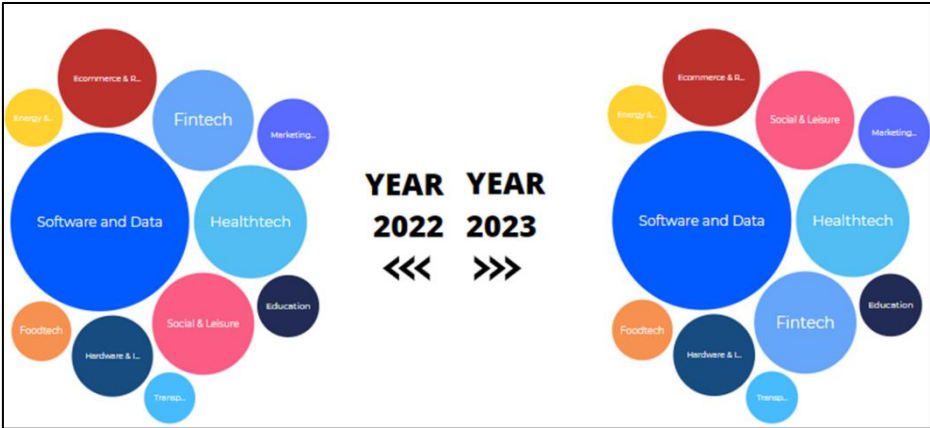 Ecommerce & R...
Energy &...
Fintech
Marketing...
Software and Data
Healthtech
Education
Social & Leisure
Foodtech
Hardware & I...
Transp...
YEAR YEAR
2022 2023
<<< >>>
Ecommerce & R...
Energy &...
Social & Leisure
Marketing...
Software and Data
Healthtech
Education
Fintech
Foodtech
Hardware & I...
Transp...